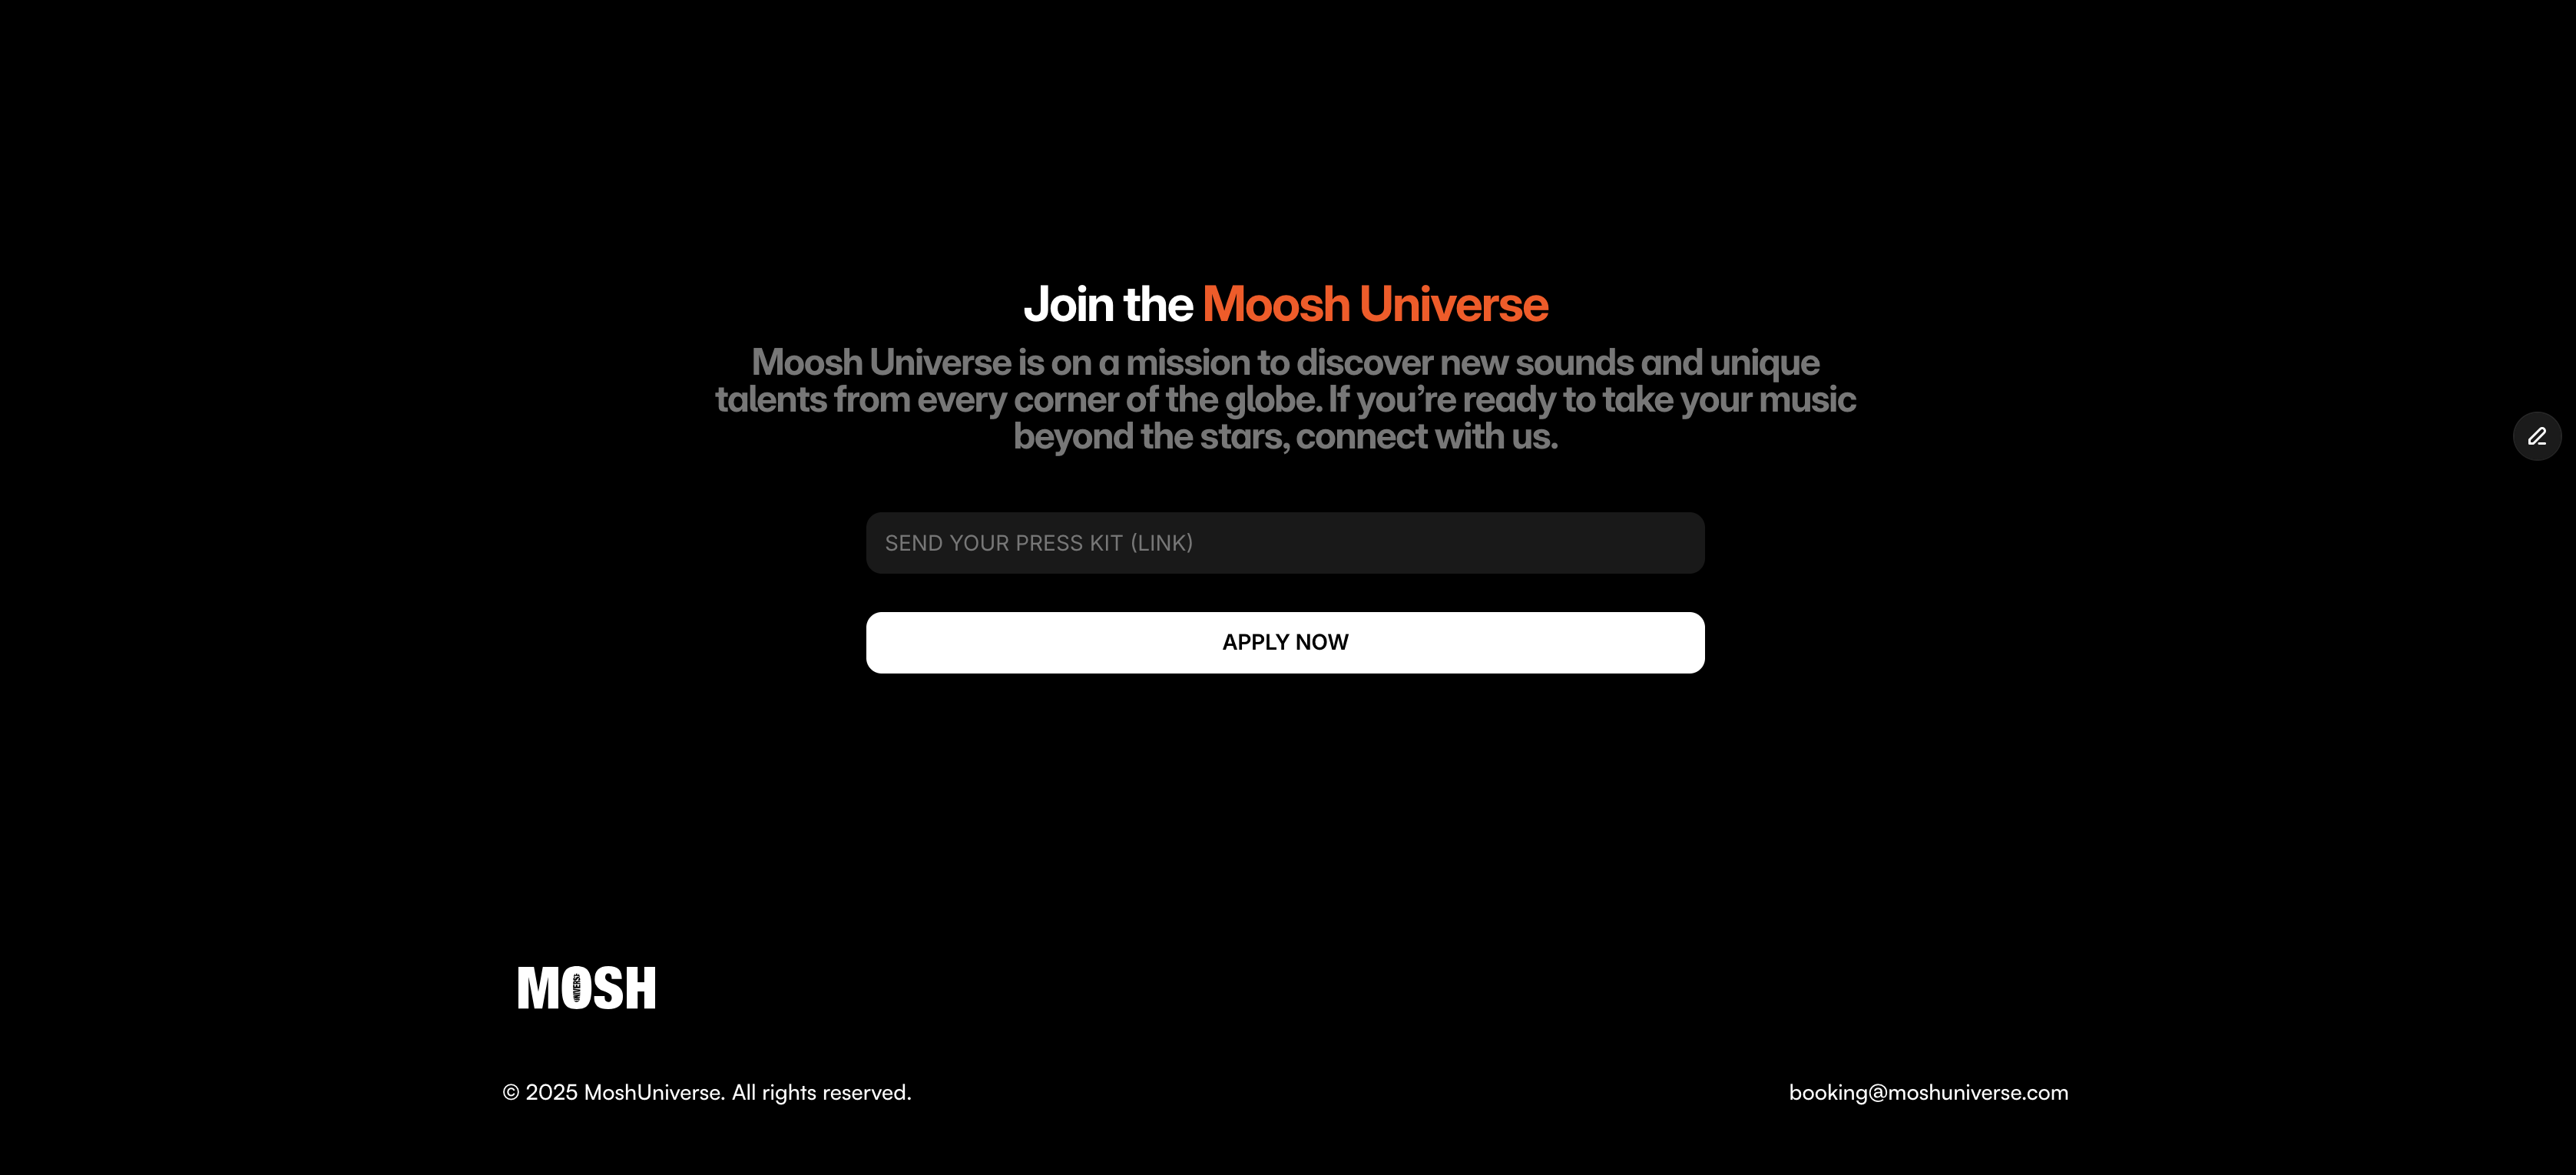 Join the Moosh Universe
Moosh Universe is on a mission to discover new sounds and unique
talents from every corner of the globe. If you’re ready to take your music
beyond the stars, connect with us.
SEND YOUR PRESS KIT (LINK)
APPLY NOW
MOSH
UNIVERSE
© 2025 MoshUniverse. All rights reserved.
booking@moshuniverse.com